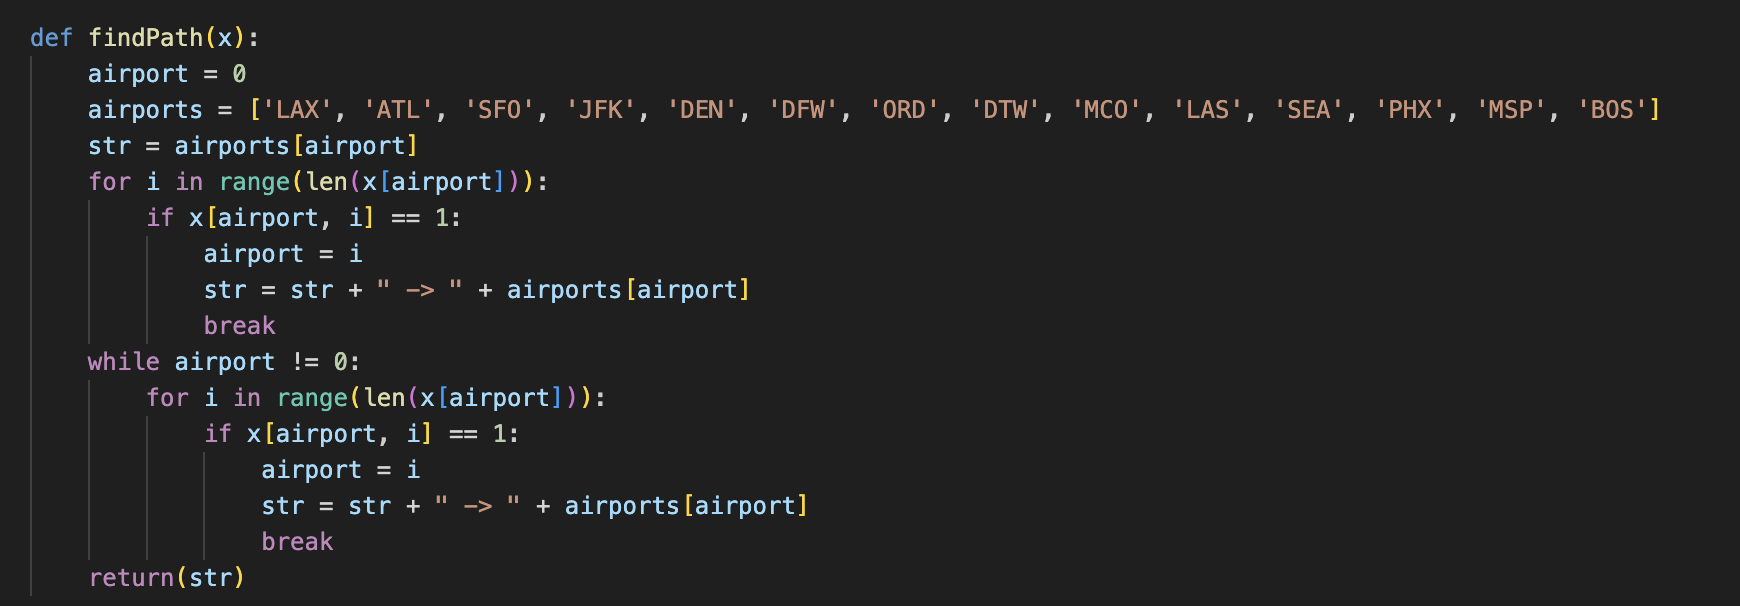 def findPath(x):
    airport = 0
    airports = ['LAX', 'ATL', 'SFO', 'JFK', 'DEN', 'DFW', 'ORD', 'DTW', 'MCO', 'LAS', 'SEA', 'PHX', 'MSP', 'BOS']
    str = airports[airport]
    for i in range(len(x[airport])):
        if x[airport, i] == 1:
            airport = i
            str = str + " -> " + airports[airport]
            break
    while airport != 0:
        for i in range(len(x[airport])):
            if x[airport, i] == 1:
                airport = i
                str = str + " -> " + airports[airport]
                break
    return(str)